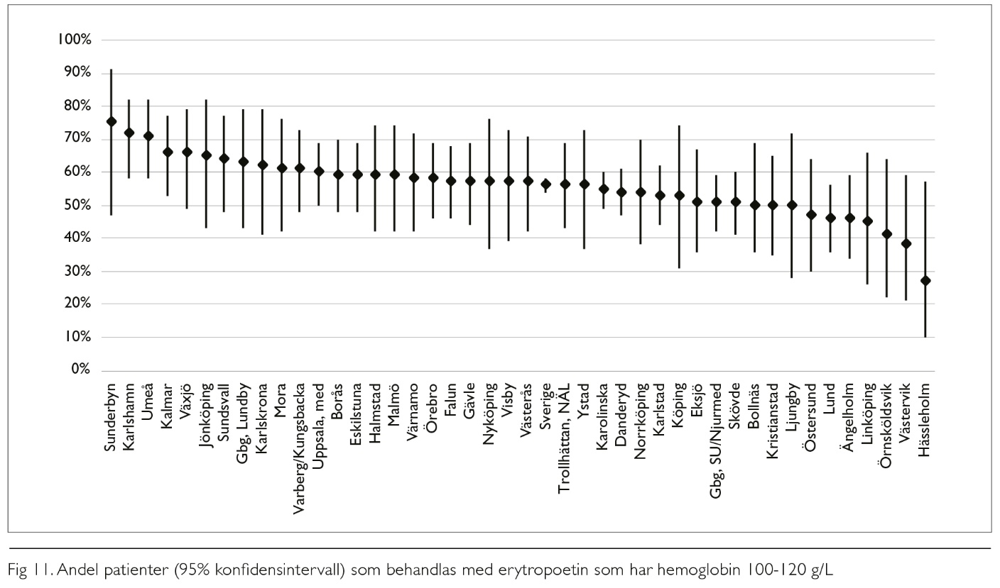 100%
90%
80%
70%
60%
50%
40%
30%
20%
10%
0%
Sunderbyn
Karlshamn
Umeå
Kalmar
Växjö
Jönköping
Sundsvall
Gbg, Lundby
Karlskrona
Mora
Varberg/Kungsbacka
Uppsala, med
Borås
Eskilstuna
Halmstad
Malmö
Värnamo
Örebro
Falun
Gävle
Nyköping
Visby
Västerås
Sverige
Trollhättan, NÄL
Ystad
Karolinska
Danderyd
Norrköping
Karlstad
Köping
Eksjö
Gbg, SU/Njurmed
Skövde
Bollnäs
Kristianstad
Ljungby
Östersund
Lund
Ängelholm
Linköping
Örnsköldsvik
Västervik
Hässleholm
Fig 11. Andel patienter (95% konfidensintervall) som behandlas med erytropoetin som har hemoglobin 100-120 g/L